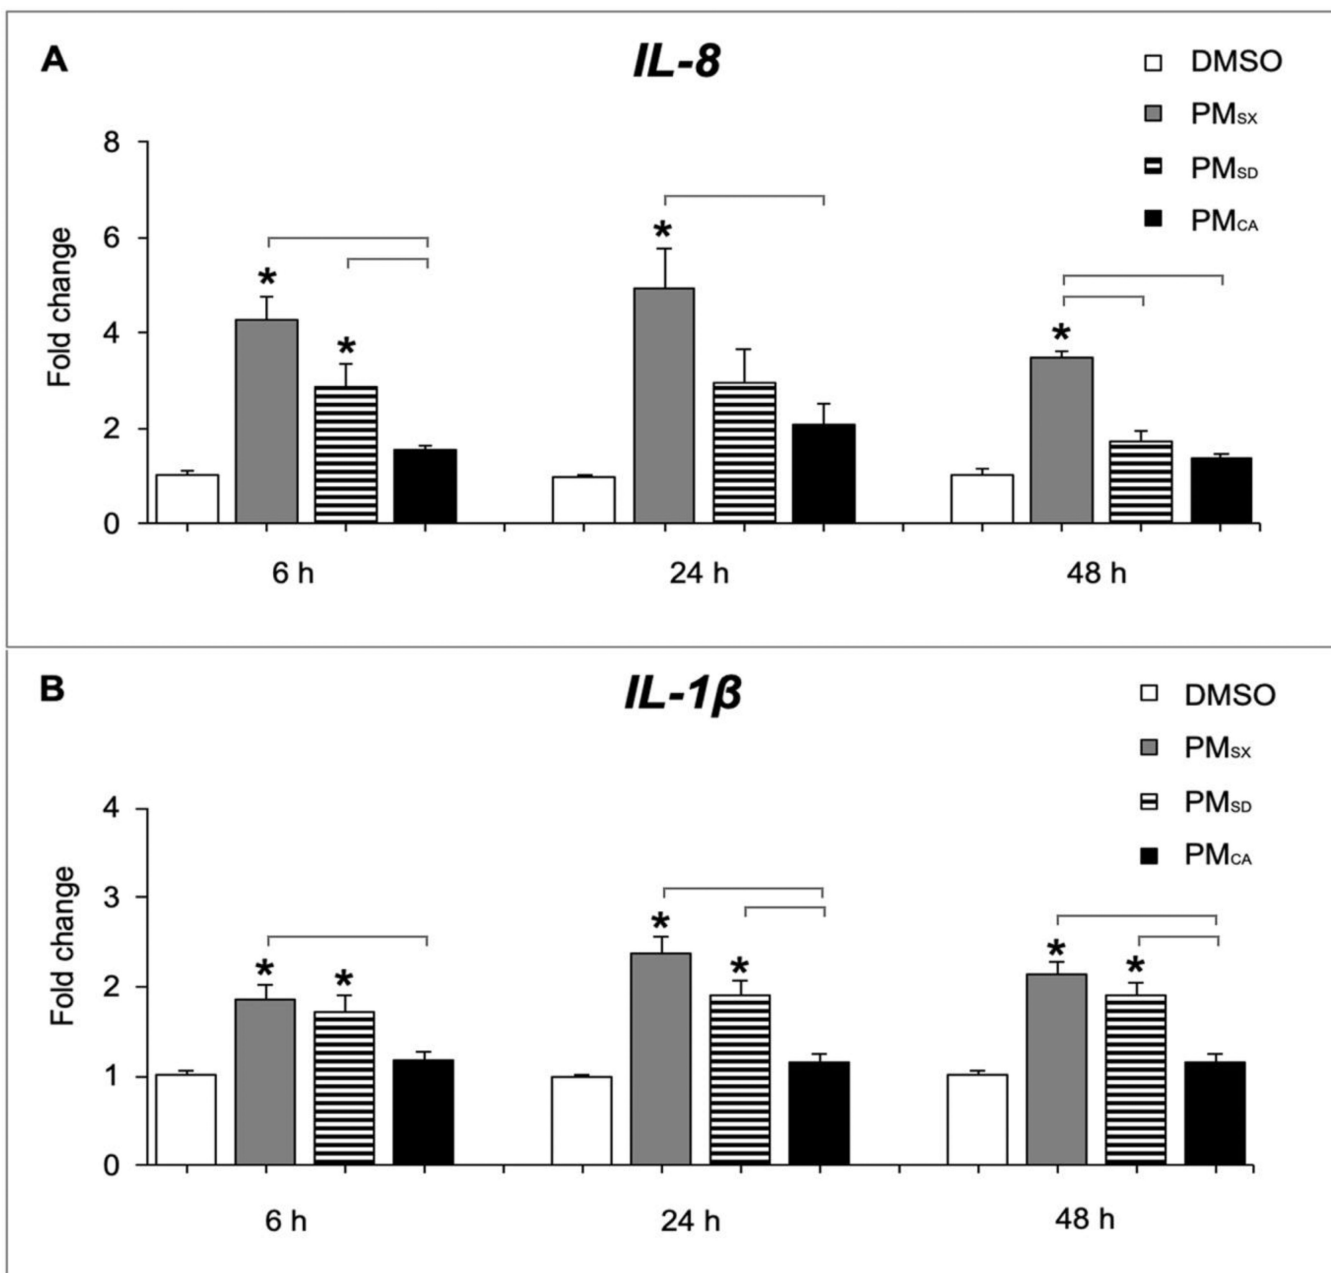 A
IL-8
DMSO
PMSX
PMSD
PMCA
Fold change
8
6
4
2
0
*
*
*
*
6 h
24 h
48 h
B
IL-1β
DMSO
PMSX
PMSD
PMCA
Fold change
4
3
2
1
0
*
*
*
*
*
*
6 h
24 h
48 h